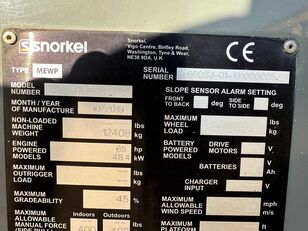 snorkel
Snorkel,
Vigo Centre, Birtley Road,
Washington, Tyne & Wear,
NE38 9DA, U.K.
CE
TYPE MEWP
SERIAL NUMBER
MODEL NUMBER
SLOPE SENSOR ALARM SETTING
FRONT TO BACK deg SIDE TO SIDE deg
MONTH / YEAR OF MANUFACTURE 10/2019
NON-LOADED MACHINE WEIGHT lbs
kg
MAXIMUM WHEEL LOAD lbs
kg
ENGINE POWERED 65 hp
48.4 kW
BATTERY POWERED DRIVE MOTORS V
BATTERIES V
Ah
MAXIMUM OUTRIGGER LOAD lbs
kg
CHARGER INPUT V
MAXIMUM GRADEABILITY 45 %
MAXIMUM ALLOWABLE WIND SPEED mph
m/s
MAXIMUM ALLOWABLE MANUAL FORCE
Indoors Outdoors
MAXIMUM PLATFORM lbs